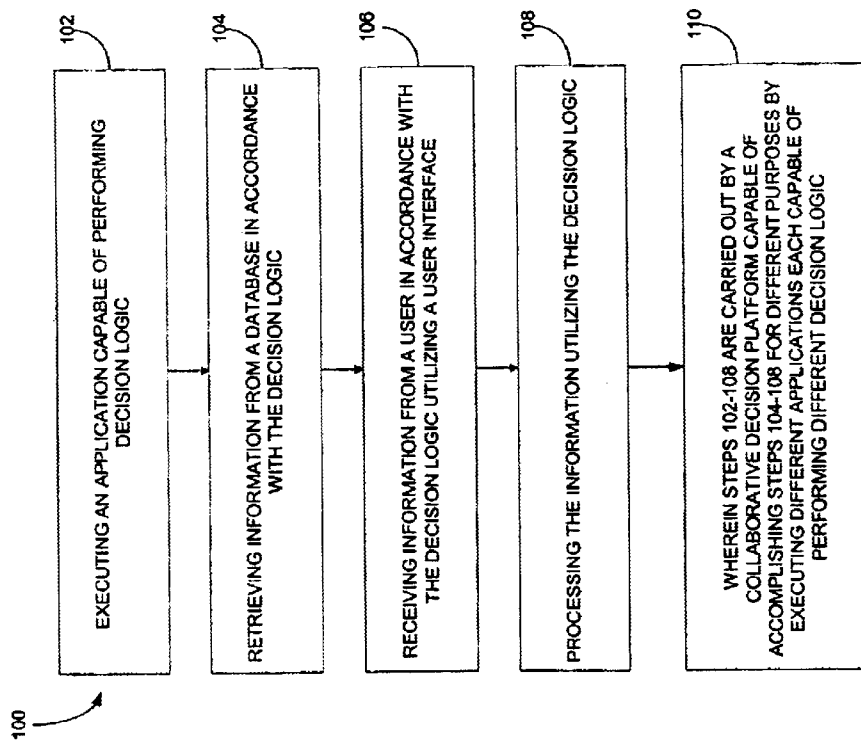 100
102
EXECUTING AN APPLICATION CAPABLE OF PERFORMING
DECISION LOGIC
104
RETRIEVING INFORMATION FROM A DATABASE IN ACCORDANCE
WITH THE DECISION LOGIC
106
RECEIVING INFORMATION FROM A USER IN ACCORDANCE WITH
THE DECISION LOGIC UTILIZING A USER INTERFACE
108
PROCESSING THE INFORMATION UTILIZING THE DECISION LOGIC
110
WHEREIN STEPS 102-108 ARE CARRIED OUT BY A
COLLABORATIVE DECISION PLATFORM CAPABLE OF
ACCOMPLISHING STEPS 104-108 FOR DIFFERENT PURPOSES BY
EXECUTING DIFFERENT APPLICATIONS EACH CAPABLE OF
PERFORMING DIFFERENT DECISION LOGIC